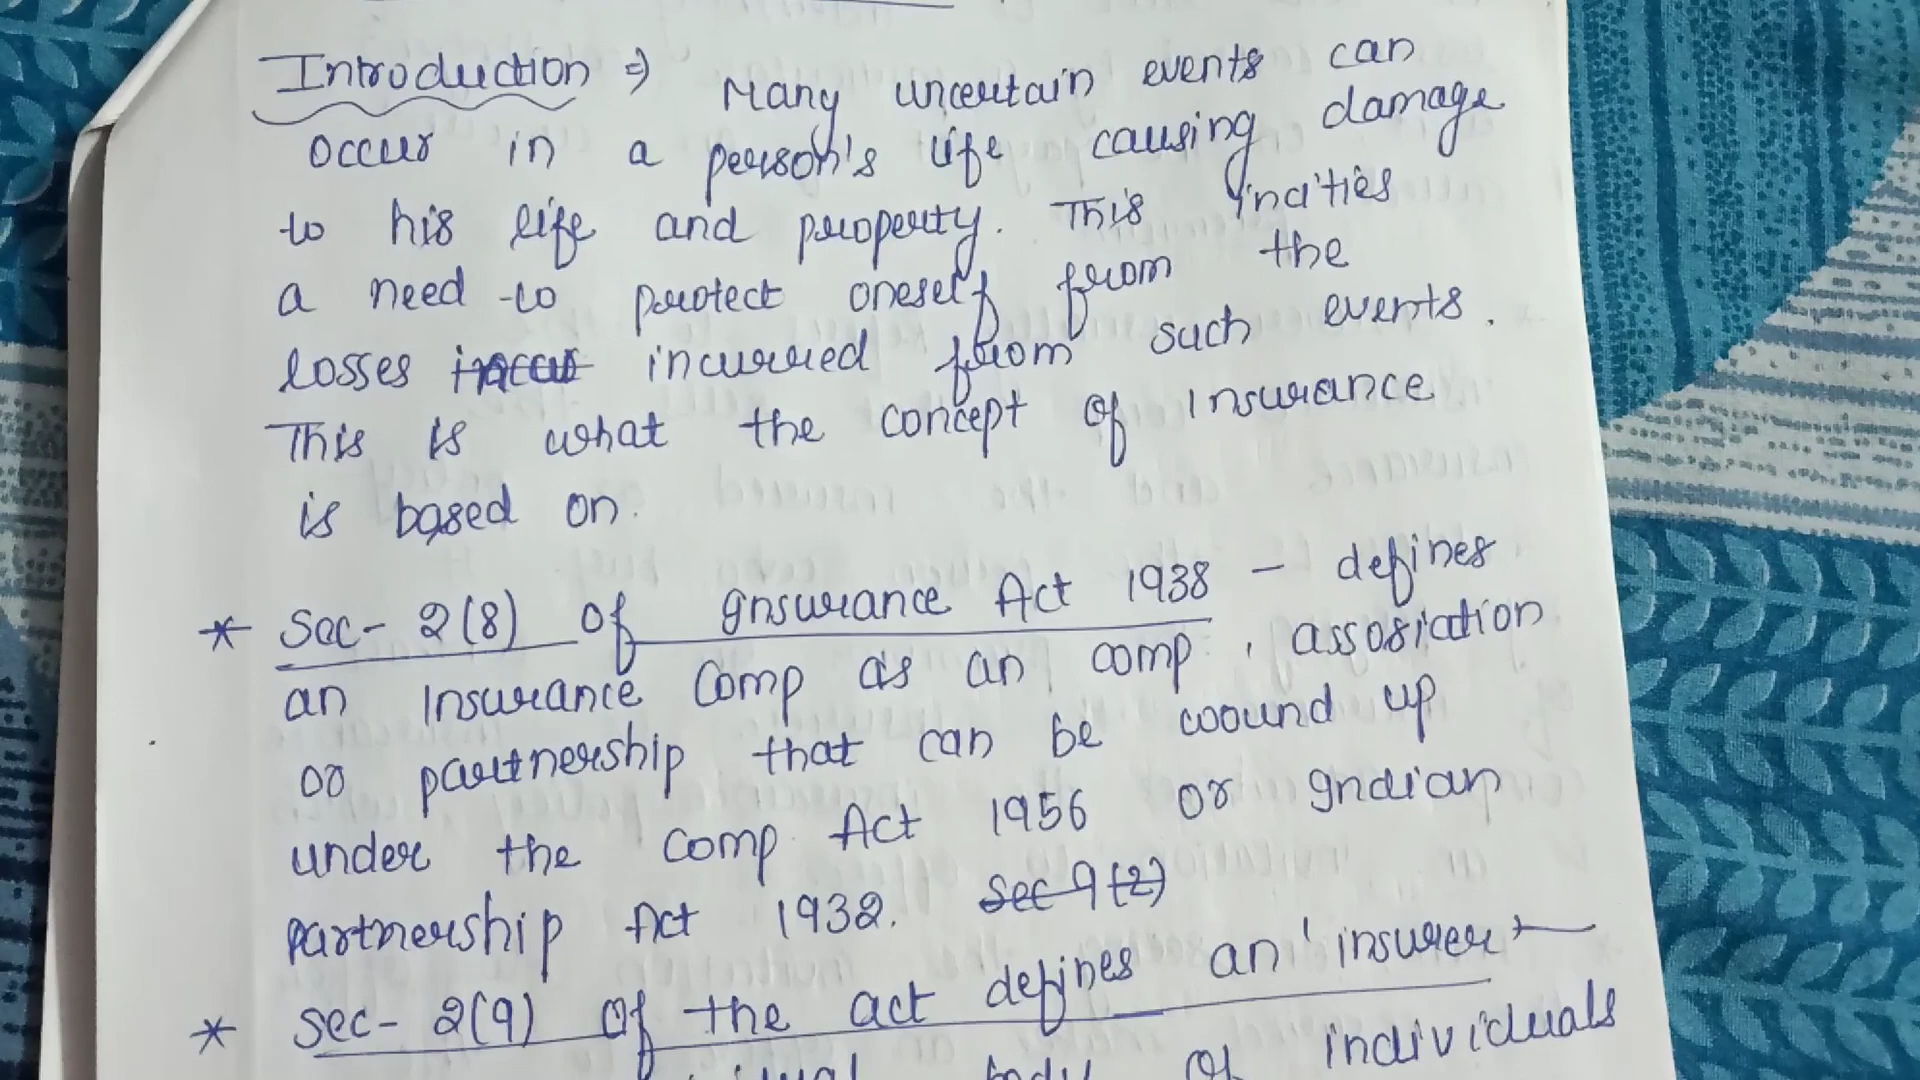 Introduction ⇒ Many uncertain events can
occur in a person's life causing damage
to his life and property. This incities
a need to protect oneself from the
losses incur incurred from such events.
This is what the concept of insurance
is based on.
* Sec- 2(8) of Insurance Act 1938 - defines
an Insurance Comp as an comp, assosiation
or partnership that can be wound up
under the comp Act 1956 or Indian
partnership Act 1932. Sec 9(2)
* Sec- 2(9) of the act defines an 'insurer' -
body of individuals